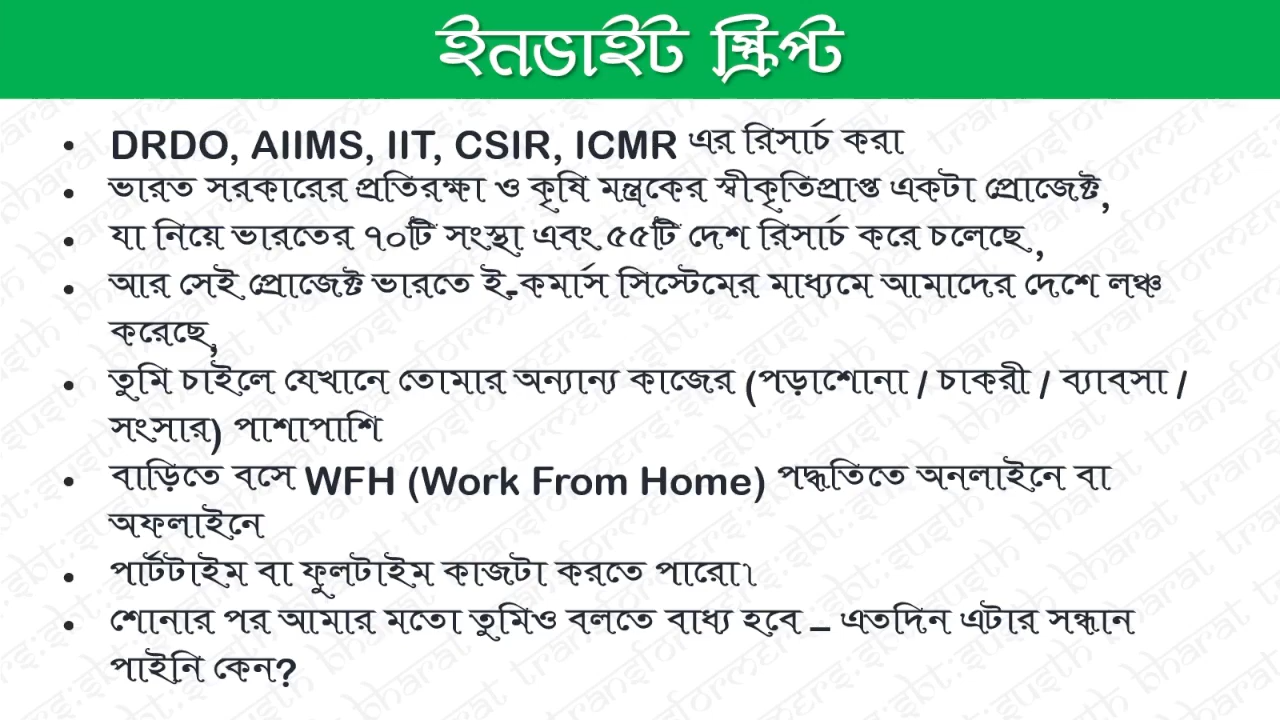 ইনভাইট স্ক্রিপ্ট
• DRDO, AIIMS, IIT, CSIR, ICMR এর রিসার্চ করা
• ভারত সরকারের প্রতিরক্ষা ও কৃষি মন্ত্রকের স্বীকৃতিপ্রাপ্ত একটা প্রোজেক্ট,
• যা নিয়ে ভারতের ৭০টি সংস্থা এবং ৫৫টি দেশ রিসার্চ করে চলেছে,
• আর সেই প্রোজেক্ট ভারতে ই-কমার্স সিস্টেমের মাধ্যমে আমাদের দেশে লঞ্চ
করেছে,
• তুমি চাইলে যেখানে তোমার অন্যান্য কাজের (পড়াশোনা / চাকরী / ব্যাবসা /
সংসার) পাশাপাশি
• বাড়িতে বসে WFH (Work From Home) পদ্ধতিতে অনলাইনে বা
অফলাইনে
• পার্টটাইম বা ফুলটাইম কাজটা করতে পারো।
• শোনার পর আমার মতো তুমিও বলতে বাধ্য হবে – এতদিন এটার সন্ধান
পাইনি কেন?